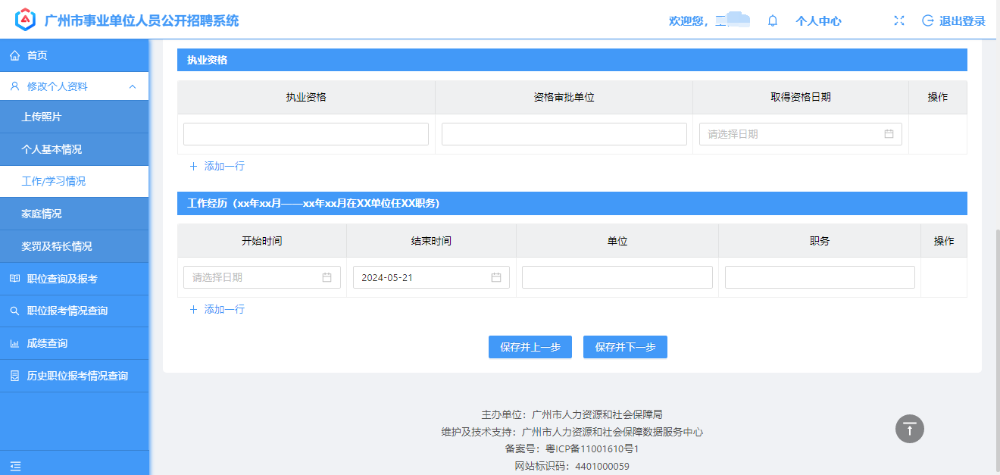 广州市事业单位人员公开招聘系统
欢迎您，
个人中心
退出登录
首页
修改个人资料
上传照片
个人基本情况
工作/学习情况
家庭情况
奖罚及特长情况
职位查询及报考
职位报考情况查询
成绩查询
历史职位报考情况查询
执业资格
执业资格 资格审批单位 取得资格日期 操作
请选择日期
+ 添加一行
工作经历（xx年xx月——xx年xx月在XX单位任XX职务）
开始时间 结束时间 单位 职务 操作
请选择日期 2024-05-21
+ 添加一行
保存并上一步 保存并下一步
主办单位：广州市人力资源和社会保障局
维护及技术支持：广州市人力资源和社会保障数据服务中心
备案号：粤ICP备11001610号1
网站标识码：4401000059